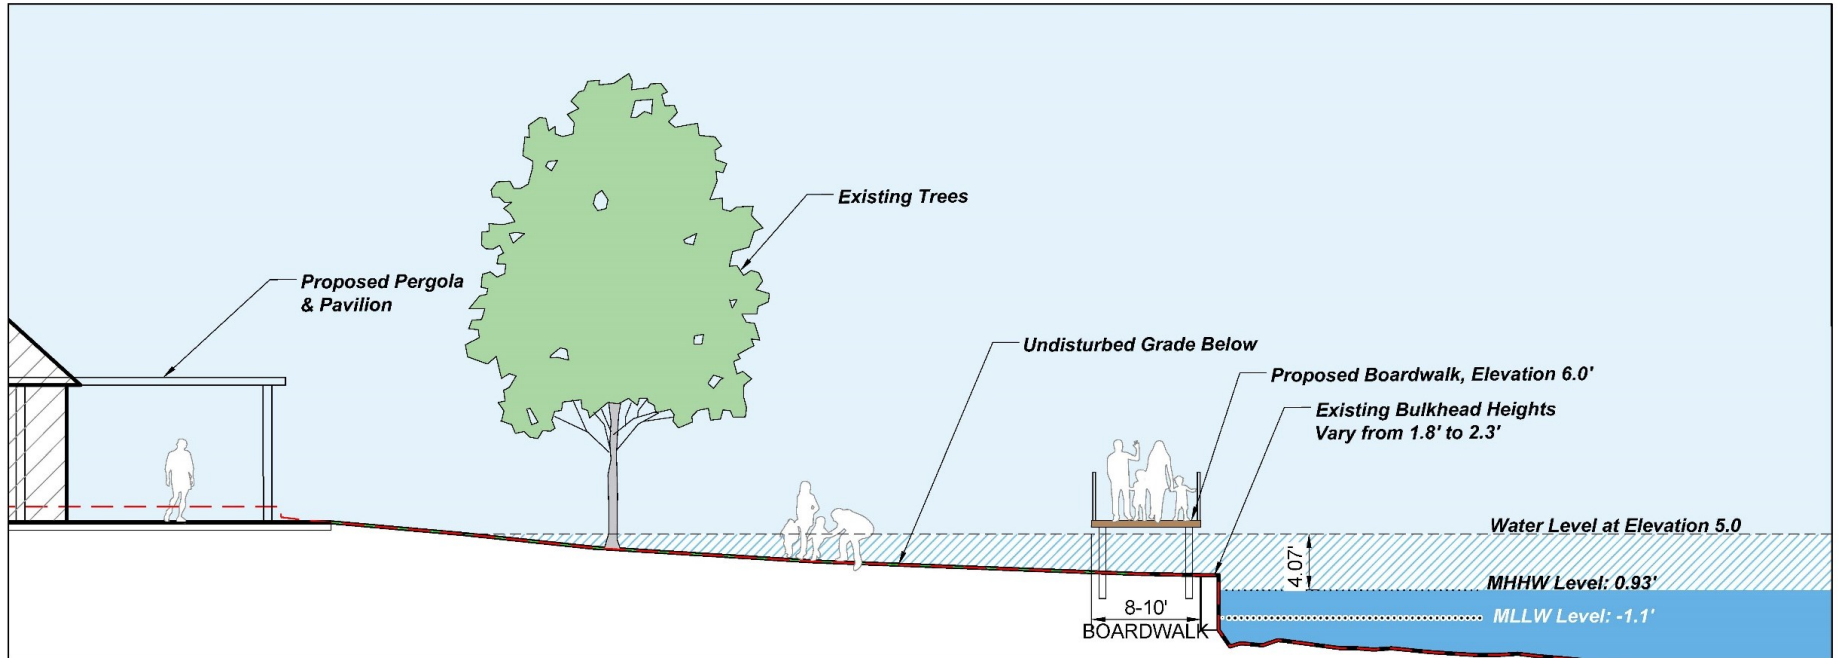 Existing Trees
Proposed Pergola
& Pavilion
Undisturbed Grade Below
Proposed Boardwalk, Elevation 6.0'
Existing Bulkhead Heights
Vary from 1.8' to 2.3'
Water Level at Elevation 5.0
4.07'
MHHW Level: 0.93'
8-10'
BOARDWALK
MLLW Level: -1.1'